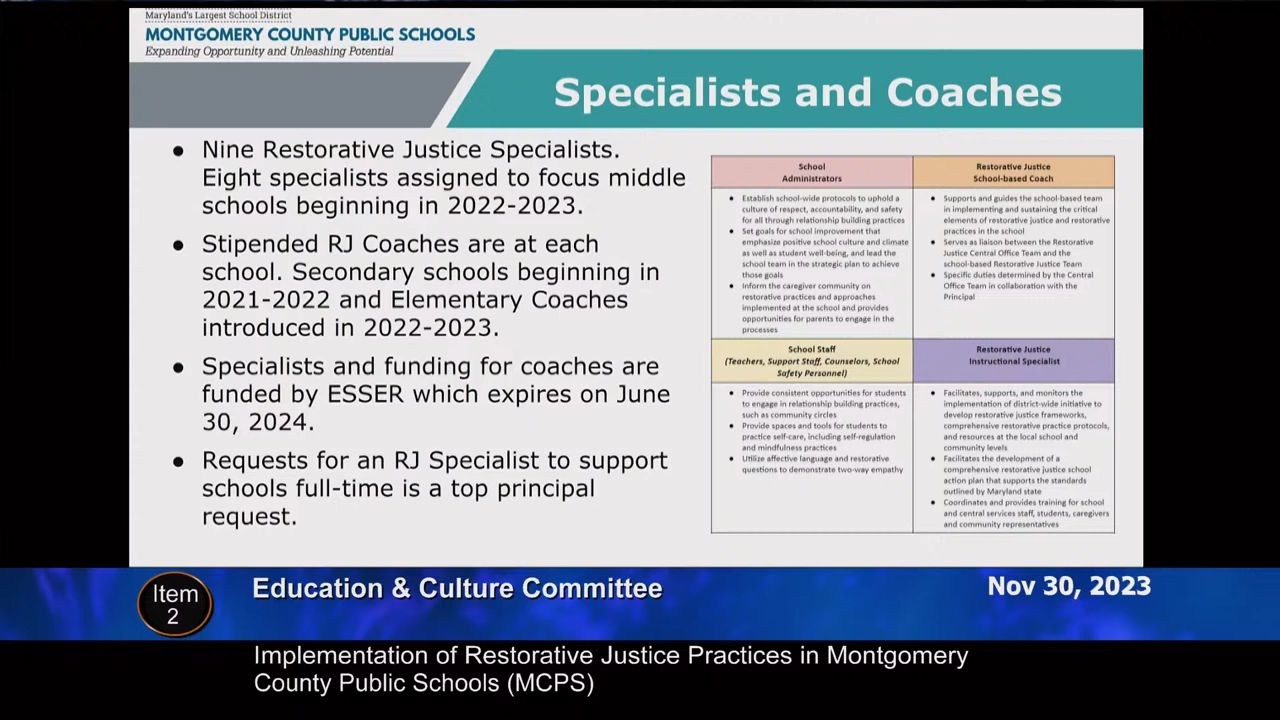 Maryland's Largest School District
MONTGOMERY COUNTY PUBLIC SCHOOLS
Expanding Opportunity and Unleashing Potential
Specialists and Coaches
● Nine Restorative Justice Specialists.
Eight specialists assigned to focus middle
schools beginning in 2022-2023.
● Stipended RJ Coaches are at each
school. Secondary schools beginning in
2021-2022 and Elementary Coaches
introduced in 2022-2023.
● Specialists and funding for coaches are
funded by ESSER which expires on June
30, 2024.
● Requests for an RJ Specialist to support
schools full-time is a top principal
request.
School
Administrators
● Establish school-wide protocols to uphold a
culture of respect, accountability, and safety
for all through relationship building practices
● Set goals for school improvement that
emphasize positive school culture and climate
as well as student well-being, and lead the
school team in the strategic plan to achieve
those goals
● Inform the caregiver community on
restorative practices and approaches
implemented at the school and provides
opportunities for parents to engage in the
processes
Restorative Justice
School-based Coach
● Supports and guides the school-based team
in implementing and sustaining the critical
elements of restorative justice and restorative
practices in the school
● Serves as liaison between the Restorative
Justice Central Office Team and the
school-based Restorative Justice Team
● Specific duties determined by the Central
Office Team in collaboration with the
Principal
School Staff
(Teachers, Support Staff, Counselors, School
Safety Personnel)
● Provide consistent opportunities for students
to engage in relationship building practices,
such as community circles
● Provide spaces and tools for students to
practice self-care, including self-regulation
and mindfulness practices
● Utilize affective language and restorative
questions to demonstrate two-way empathy
Restorative Justice
Instructional Specialist
● Facilitates, supports, and monitors the
implementation of district-wide initiative to
develop restorative justice frameworks,
comprehensive restorative practice protocols,
and resources at the local school and
community levels
● Facilitates the development of a
comprehensive restorative justice school
action plan that supports the standards
outlined by Maryland state
● Coordinates and provides training for school
and central services staff, students, caregivers
and community representatives
Item
2
Education & Culture Committee
Nov 30, 2023
Implementation of Restorative Justice Practices in Montgomery
County Public Schools (MCPS)